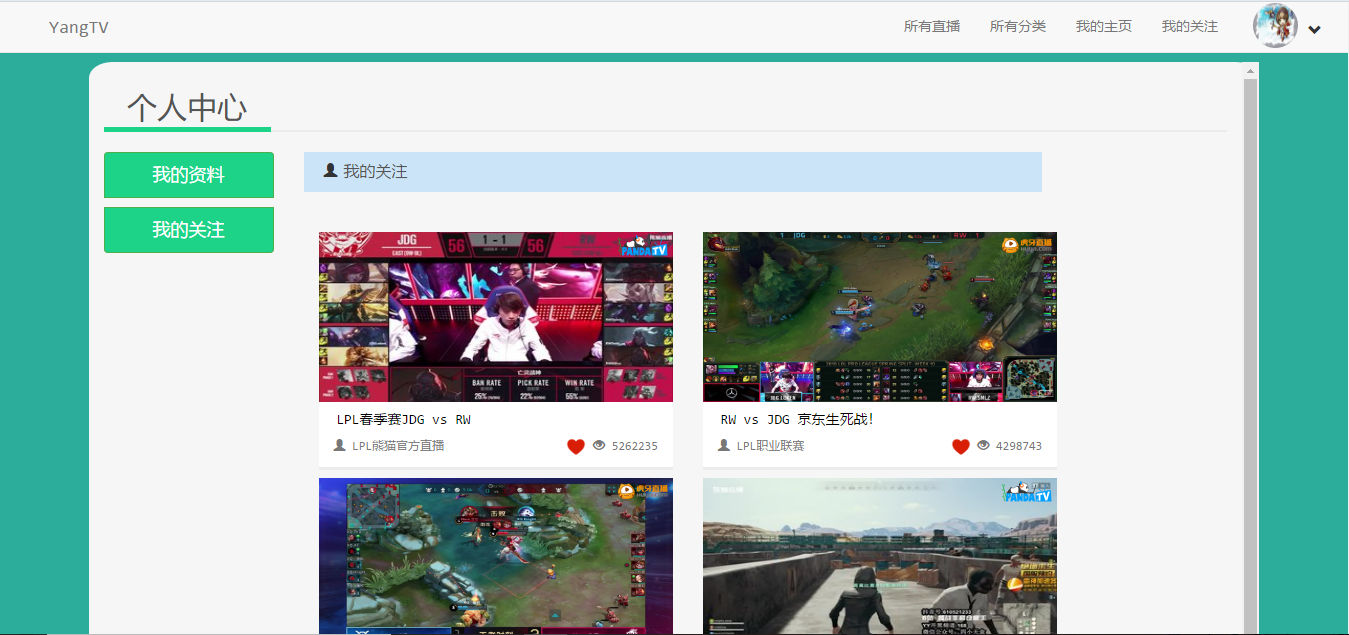 YangTV
所有直播 所有分类 我的主页 我的关注
个人中心
我的资料
我的关注
我的关注
JDG 56 1 - 1 56 RW
PANDA TV
BAN RATE PICK RATE WIN RATE
25% 22% 55%
虎牙直播
LPL春季赛JDG vs RW
LPL熊猫官方直播 5262235
RW vs JDG 京东生死战!
LPL职业联赛 4298743
虎牙直播
PANDA TV